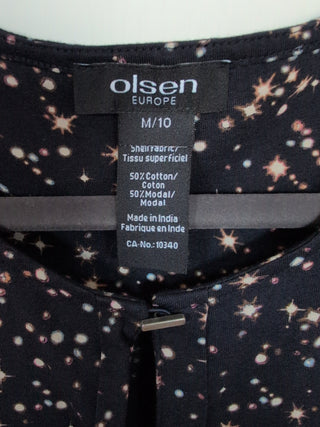 olsen
EUROPE
M/10
Shell Fabric/
Tissu superficiel
50%Cotton/
Coton
50%Modal/
Modal
Made in India
Fabrique en Inde
CA-No.:10340